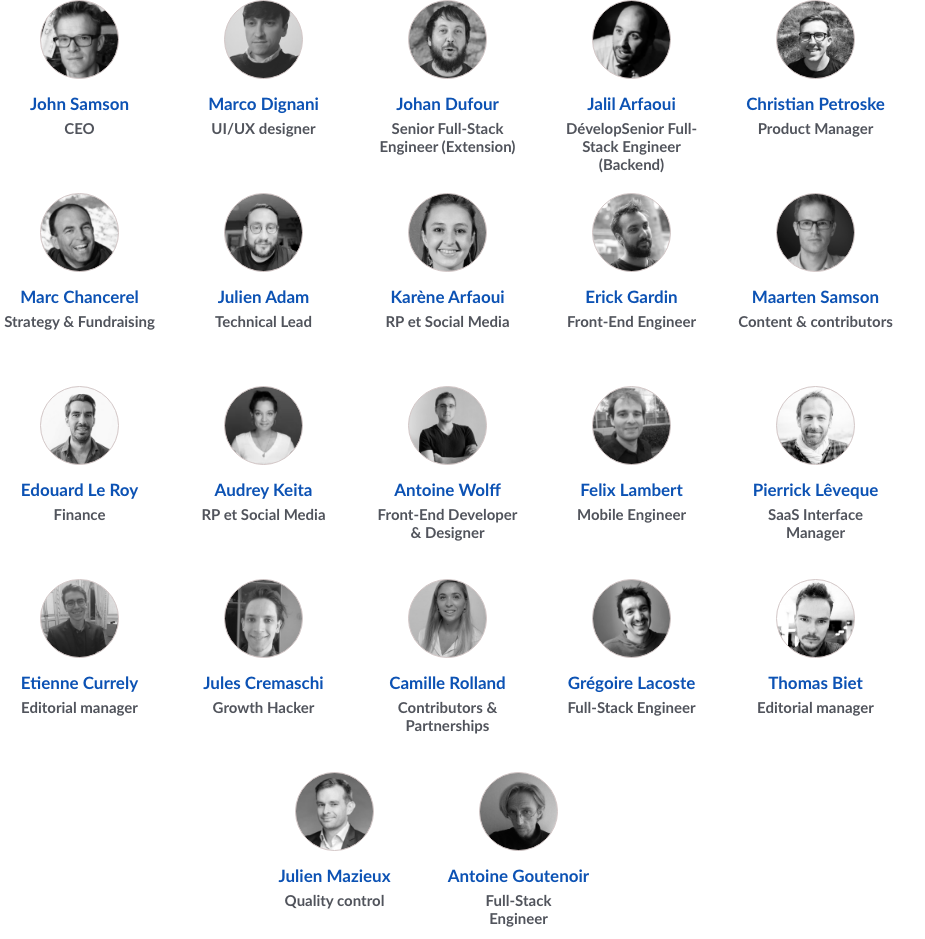 John Samson
CEO
Marco Dignani
UI/UX designer
Johan Dufour
Senior Full-Stack
Engineer (Extension)
Jalil Arfaoui
DévelopSenior Full-
Stack Engineer
(Backend)
Christian Petroske
Product Manager
Marc Chancerel
Strategy & Fundraising
Julien Adam
Technical Lead
Karène Arfaoui
RP et Social Media
Erick Gardin
Front-End Engineer
Maarten Samson
Content & contributors
Edouard Le Roy
Finance
Audrey Keita
RP et Social Media
Antoine Wolff
Front-End Developer
& Designer
Felix Lambert
Mobile Engineer
Pierrick Lêveque
SaaS Interface
Manager
Etienne Currely
Editorial manager
Jules Cremaschi
Growth Hacker
Camille Rolland
Contributors &
Partnerships
Grégoire Lacoste
Full-Stack Engineer
Thomas Biet
Editorial manager
Julien Mazieux
Quality control
Antoine Goutenoir
Full-Stack
Engineer